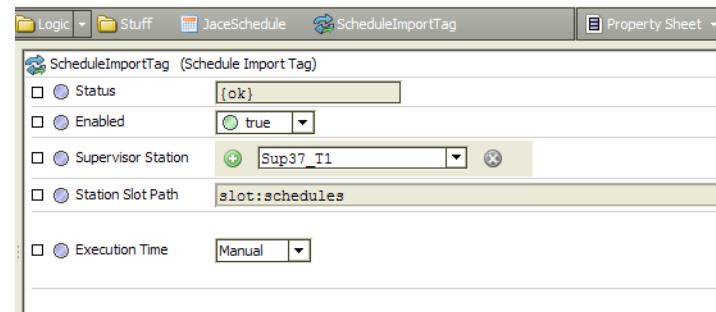 Logic Stuff JaceSchedule ScheduleImportTag Property Sheet
ScheduleImportTag (Schedule Import Tag)
Status {ok}
Enabled true
Supervisor Station Sup37_T1
Station Slot Path slot:schedules
Execution Time Manual